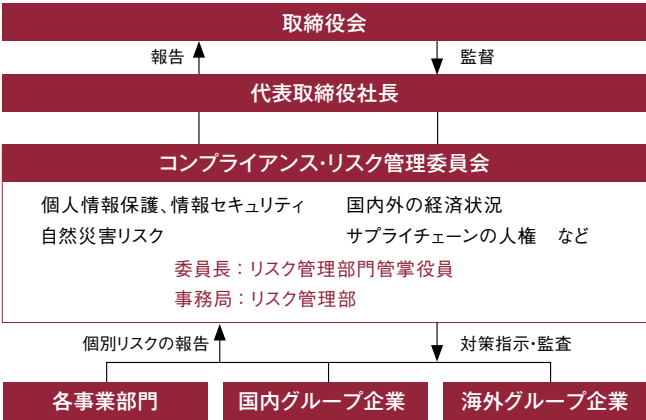 取締役会
報告 監督
代表取締役社長
コンプライアンス・リスク管理委員会
個人情報保護、情報セキュリティ 国内外の経済状況
自然災害リスク サプライチェーンの人権 など
委員長：リスク管理部門管掌役員
事務局：リスク管理部
個別リスクの報告 対策指示・監査
各事業部門 国内グループ企業 海外グループ企業